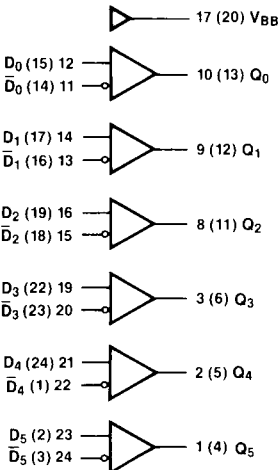 17 (20) V_BB
D₀ (15) 12
D̅₀ (14) 11
10 (13) Q₀
D₁ (17) 14
D̅₁ (16) 13
9 (12) Q₁
D₂ (19) 16
D̅₂ (18) 15
8 (11) Q₂
D₃ (22) 19
D̅₃ (23) 20
3 (6) Q₃
D₄ (24) 21
D̅₄ (1) 22
2 (5) Q₄
D₅ (2) 23
D̅₅ (3) 24
1 (4) Q₅